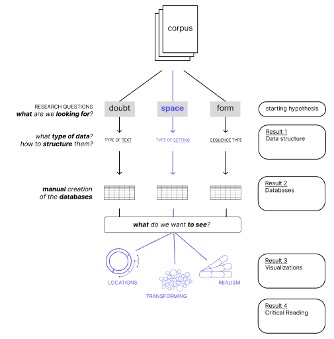 corpus
RESEARCH QUESTIONS
what are we looking for?
doubt
space
form
starting hypothesis
what type of data?
how to structure them?
TYPE OF TEXT
TYPE OF SETTING
SEQUENCE TYPE
Result 1
Data structure
manual creation
of the databases
Result 2
Databases
what do we want to see?
LOCATIONS
TRANSFORMING
REALISM
Result 3
Visualizations
Result 4
Critical Reading